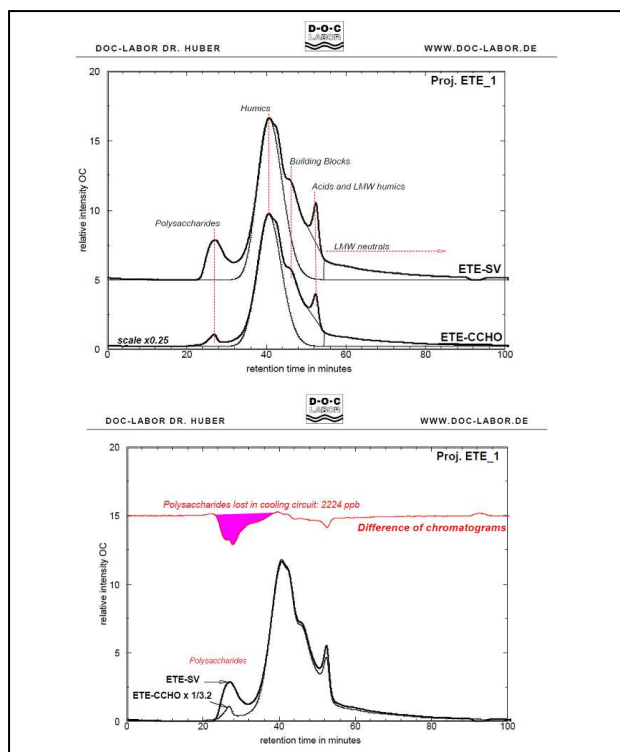 D-O-C
LABOR
DOC-LABOR DR. HUBER
WWW.DOC-LABOR.DE
Proj. ETE_1
20
15
10
5
0
relative intensity OC
Humics
Building Blocks
Acids and LMW humics
Polysaccharides
LMW neutrals
ETE-SV
ETE-CCHO
scale x0.25
0
20
40
60
80
100
retention time in minutes
D-O-C
LABOR
DOC-LABOR DR. HUBER
WWW.DOC-LABOR.DE
Proj. ETE_1
20
15
10
5
0
relative intensity OC
Polysaccharides lost in cooling circuit: 2224 ppb
Difference of chromatograms
Polysaccharides
ETE-SV
ETE-CCHO x 1/3.2
0
20
40
60
80
100
retention time in minutes